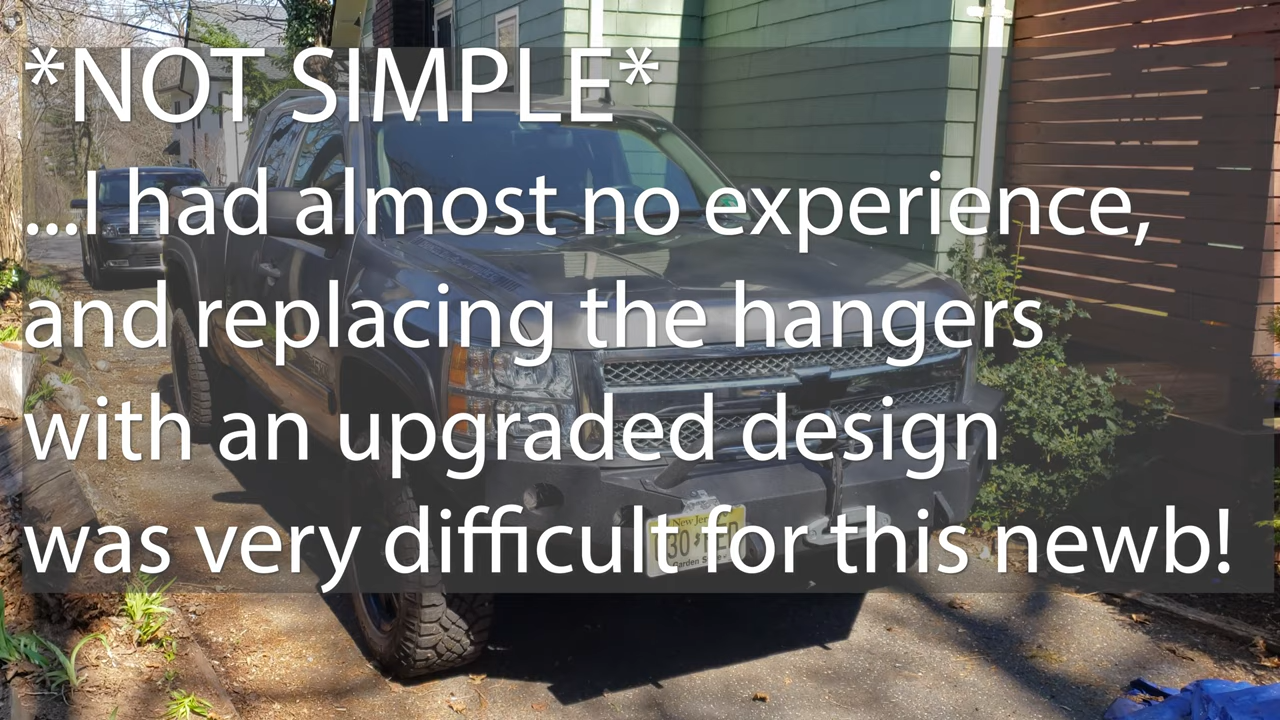 *NOT SIMPLE*
...I had almost no experience,
and replacing the hangers
with an upgraded design
was very difficult for this newb!
Garden S